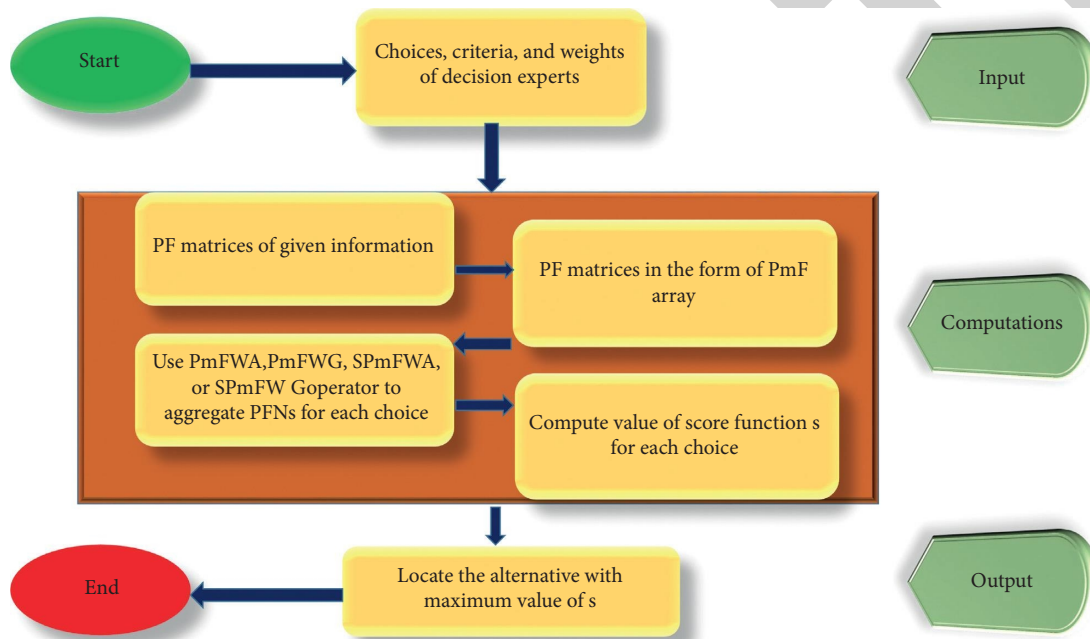 Start
Choices, criteria, and weights
of decision experts
Input
PF matrices of given information
PF matrices in the form of PmF
array
Computations
Use PmFWA,PmFWG, SPmFWA,
or SPmFW Goperator to
aggregate PFNs for each choice
Compute value of score function s
for each choice
End
Locate the alternative with
maximum value of s
Output